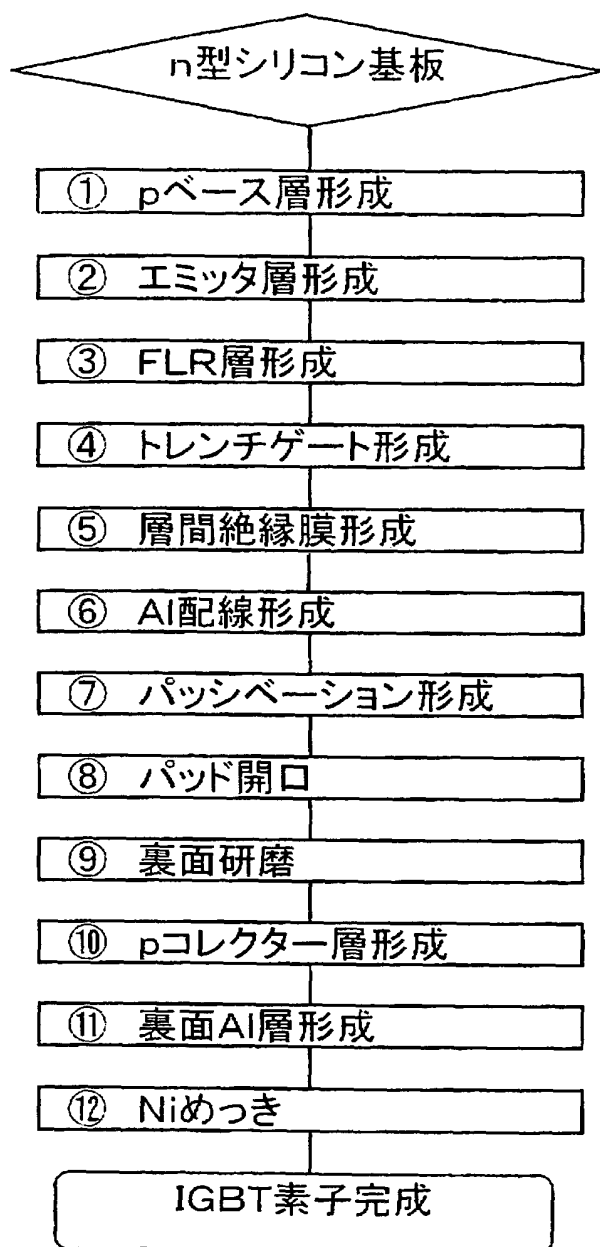 n型シリコン基板
① pベース層形成
② エミッタ層形成
③ FLR層形成
④ トレンチゲート形成
⑤ 層間絶縁膜形成
⑥ Al配線形成
⑦ パッシベーション形成
⑧ パッド開口
⑨ 裏面研磨
⑩ pコレクター層形成
⑪ 裏面Al層形成
⑫ Niめっき
IGBT素子完成